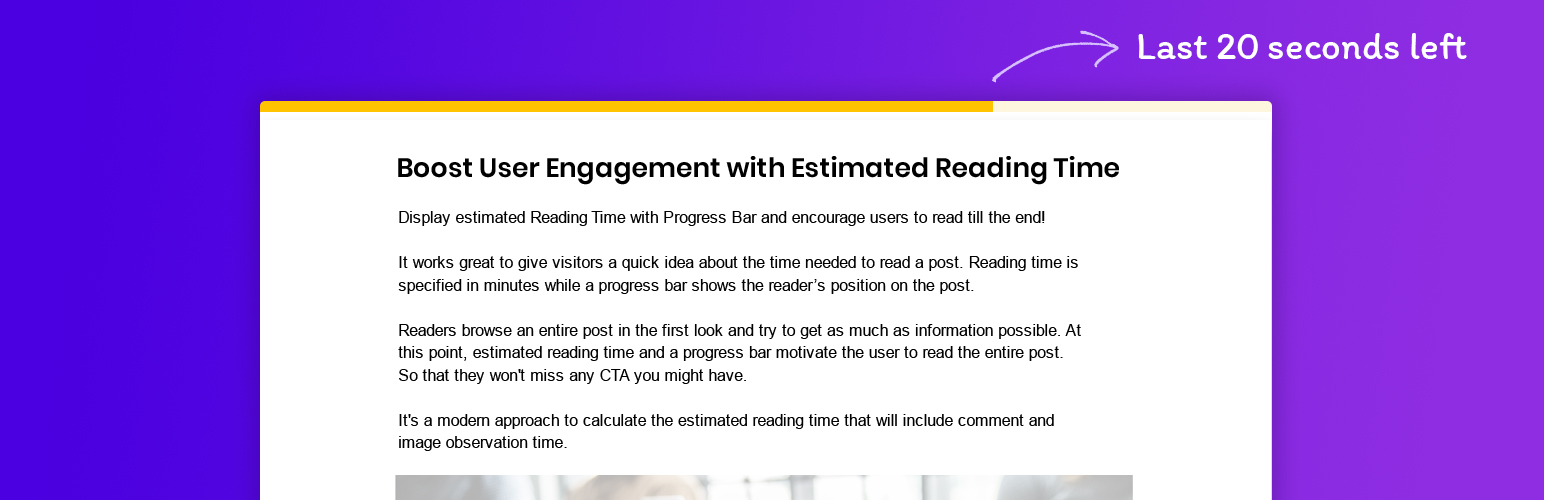 Last 20 seconds left
Boost User Engagement with Estimated Reading Time
Display estimated Reading Time with Progress Bar and encourage users to read till the end!
It works great to give visitors a quick idea about the time needed to read a post. Reading time is
specified in minutes while a progress bar shows the reader’s position on the post.
Readers browse an entire post in the first look and try to get as much as information possible. At
this point, estimated reading time and a progress bar motivate the user to read the entire post.
So that they won't miss any CTA you might have.
It's a modern approach to calculate the estimated reading time that will include comment and
image observation time.